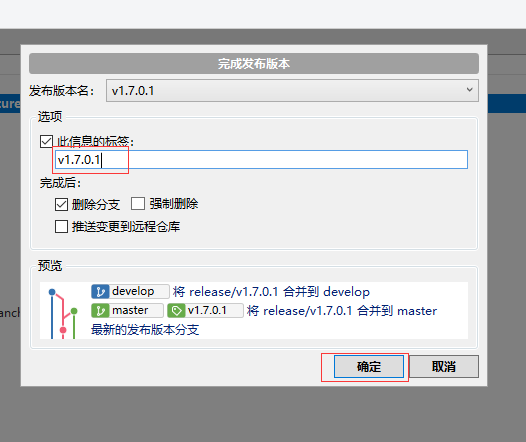 完成发布版本
发布版本名： v1.7.0.1
ture
选项
此信息的标签：
v1.7.0.1
完成后：
删除分支 强制删除
推送变更到远程仓库
预览
develop 将 release/v1.7.0.1 合并到 develop
anch
master v1.7.0.1 将 release/v1.7.0.1 合并到 master
最新的发布版本分支
确定 取消